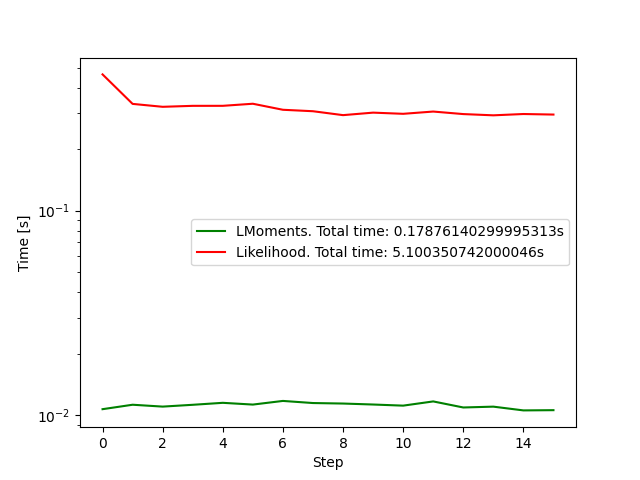 Time [s]
10⁻¹
10⁻²
LMoments. Total time: 0.17876140299995313s
Likelihood. Total time: 5.100350742000046s
0 2 4 6 8 10 12 14
Step